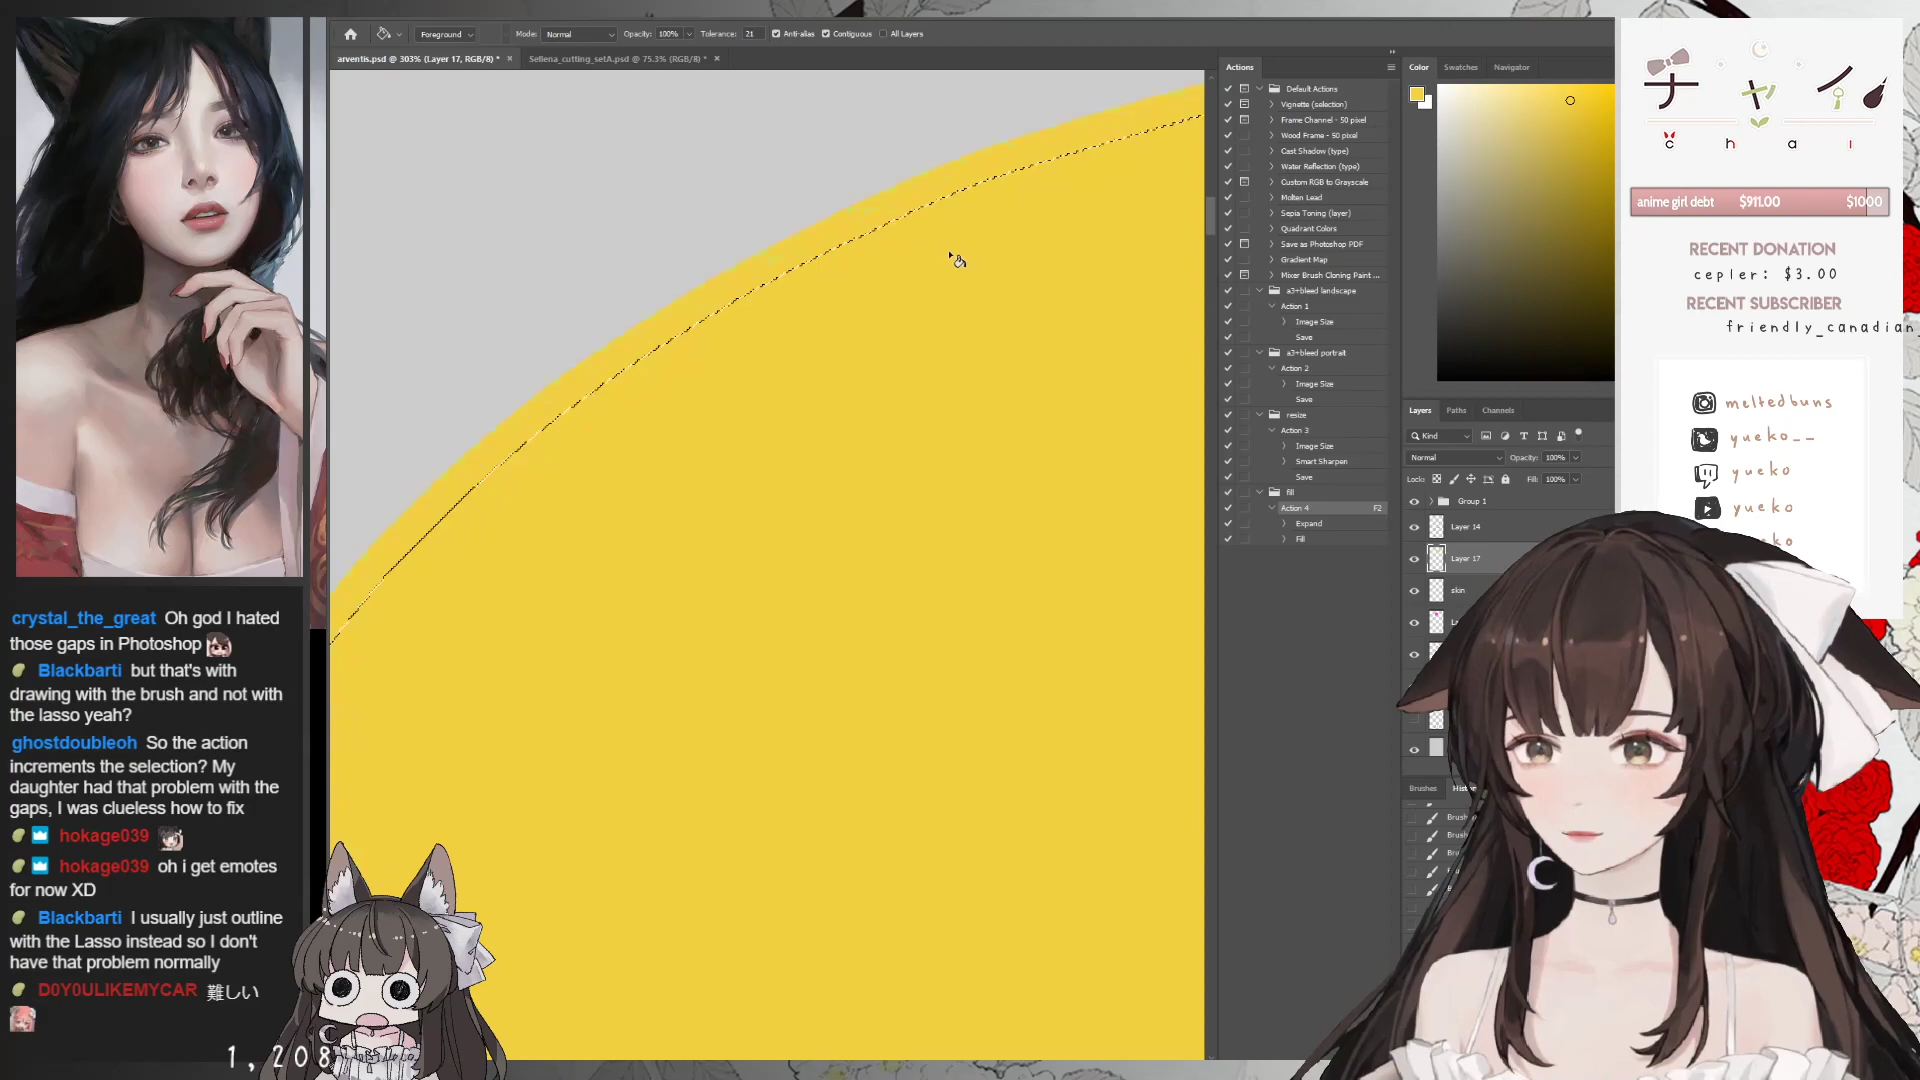 Foreground
Mode: Normal
Opacity: 100%
Tolerance: 21
Anti-alias
Contiguous
All Layers
arventis.psd @ 303% (Layer 17, RGB/8) *
Sellena_cutting_setA.psd @ 75.3% (RGB/8) *
Actions
Default Actions
Vignette (selection)
Frame Channel - 50 pixel
Wood Frame - 50 pixel
Cast Shadow (type)
Water Reflection (type)
Custom RGB to Grayscale
Molten Lead
Sepia Toning (layer)
Quadrant Colors
Save as Photoshop PDF
Gradient Map
Mixer Brush Cloning Paint ...
a3+bleed landscape
Action 1
Image Size
Save
a3+bleed portrait
Action 2
Image Size
Save
resize
Action 3
Image Size
Smart Sharpen
Save
fill
Action 4 F2
Expand
Fill
Color
Swatches
Navigator
Layers
Paths
Channels
Kind
Normal
Opacity: 100%
Lock:
Fill: 100%
Group 1
Layer 14
Layer 17
skin
Brushes
チャイ
c h a i
anime girl debt $911.00 $1000
RECENT DONATION
cepler: $3.00
RECENT SUBSCRIBER
friendly_canadian
meltedbuns
yueko__
yueko
yueko
crystal_the_great Oh god I hated
those gaps in Photoshop
Blackbarti but that's with
drawing with the brush and not with
the lasso yeah?
ghostdoubleoh So the action
increments the selection? My
daughter had that problem with the
gaps, I was clueless how to fix
hokage039
hokage039 oh i get emotes
for now XD
Blackbarti I usually just outline
with the Lasso instead so I don't
have that problem normally
D0Y0ULIKEMYCAR 難しい
1,208